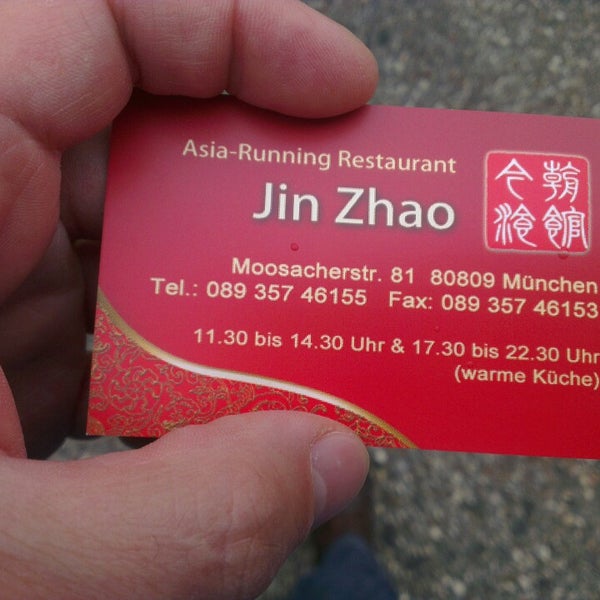 Asia-Running Restaurant
Jin Zhao
Moosacherstr. 81 80809 München
Tel.: 089 357 46155 Fax: 089 357 46153
11.30 bis 14.30 Uhr & 17.30 bis 22.30 Uhr
(warme Küche)